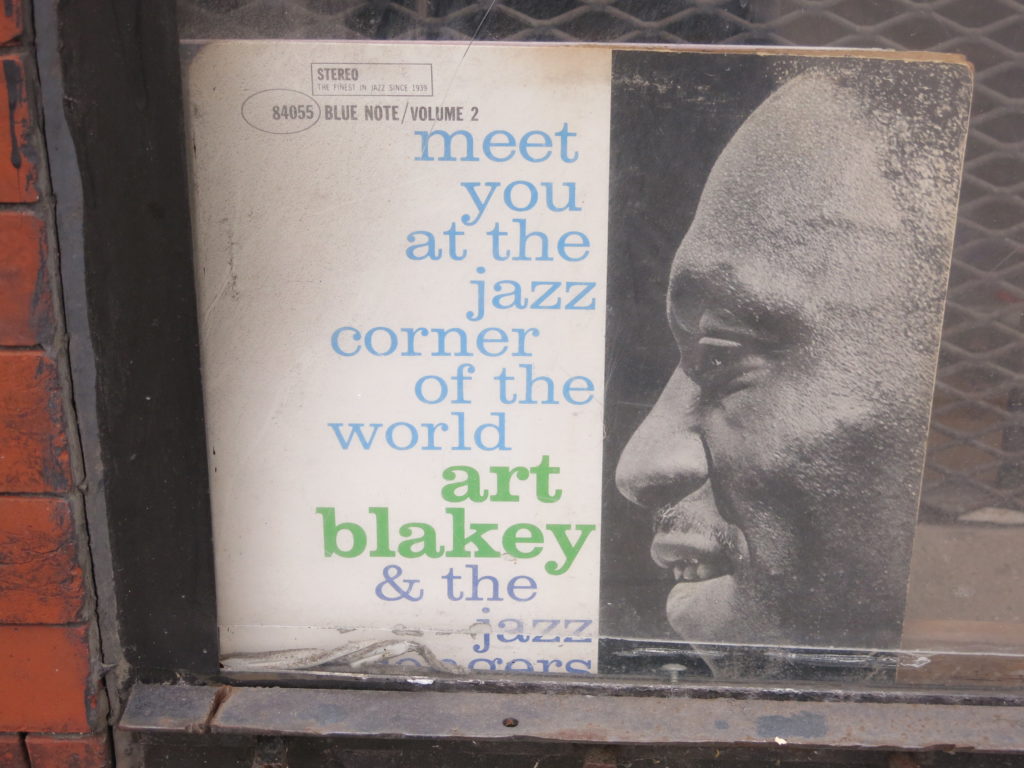 STEREO
THE FINEST IN JAZZ SINCE 1939
84055 BLUE NOTE/VOLUME 2
meet
you
at the
jazz
corner
of the
world
art
blakey
& the
jazz